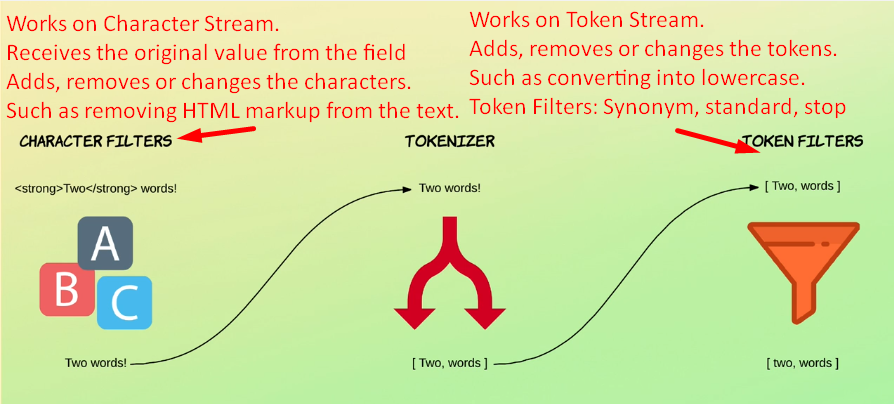 Works on Character Stream.
Receives the original value from the field
Adds, removes or changes the characters.
Such as removing HTML markup from the text.
Works on Token Stream.
Adds, removes or changes the tokens.
Such as converting into lowercase.
Token Filters: Synonym, standard, stop
CHARACTER FILTERS
TOKENIZER
TOKEN FILTERS
<strong>Two</strong> words!
Two words!
[ Two, words ]
A
B
C
Two words!
[ Two, words ]
[ two, words ]